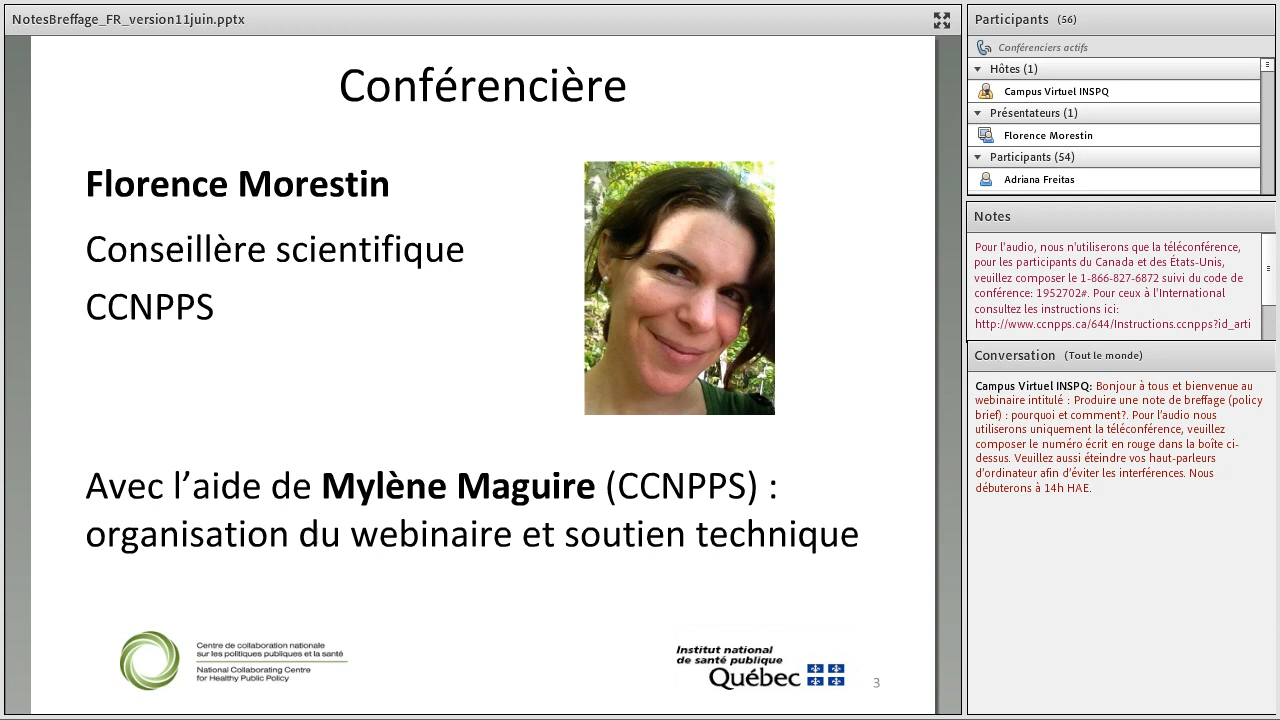 NotesBreffage_FR_version11juin.pptx
Conférencière
Florence Morestin
Conseillère scientifique
CCNPPS
Avec l’aide de Mylène Maguire (CCNPPS) :
organisation du webinaire et soutien technique
Centre de collaboration nationale
sur les politiques publiques et la santé
National Collaborating Centre
for Healthy Public Policy
Institut national
de santé publique
Québec
3
Participants (56)
Conférenciers actifs
Hôtes (1)
Campus Virtuel INSPQ
Présentateurs (1)
Florence Morestin
Participants (54)
Adriana Freitas
Notes
Pour l'audio, nous n'utiliserons que la téléconférence,
pour les participants du Canada et des Etats-Unis,
veuillez composer le 1-866-827-6872 suivi du code de
conférence: 1952702#. Pour ceux à l'International
consultez les instructions ici:
http://www.ccnpps.ca/644/Instructions.ccnpps?id_arti
Conversation (Tout le monde)
Campus Virtuel INSPQ: Bonjour à tous et bienvenue au
webinaire intitulé : Produire une note de breffage (policy
brief) : pourquoi et comment?. Pour l'audio nous
utiliserons uniquement la téléconférence, veuillez
composer le numéro écrit en rouge dans la boîte ci-
dessus. Veuillez aussi éteindre vos haut-parleurs
d'ordinateur afin d'éviter les interférences. Nous
débuterons à 14h HAE.